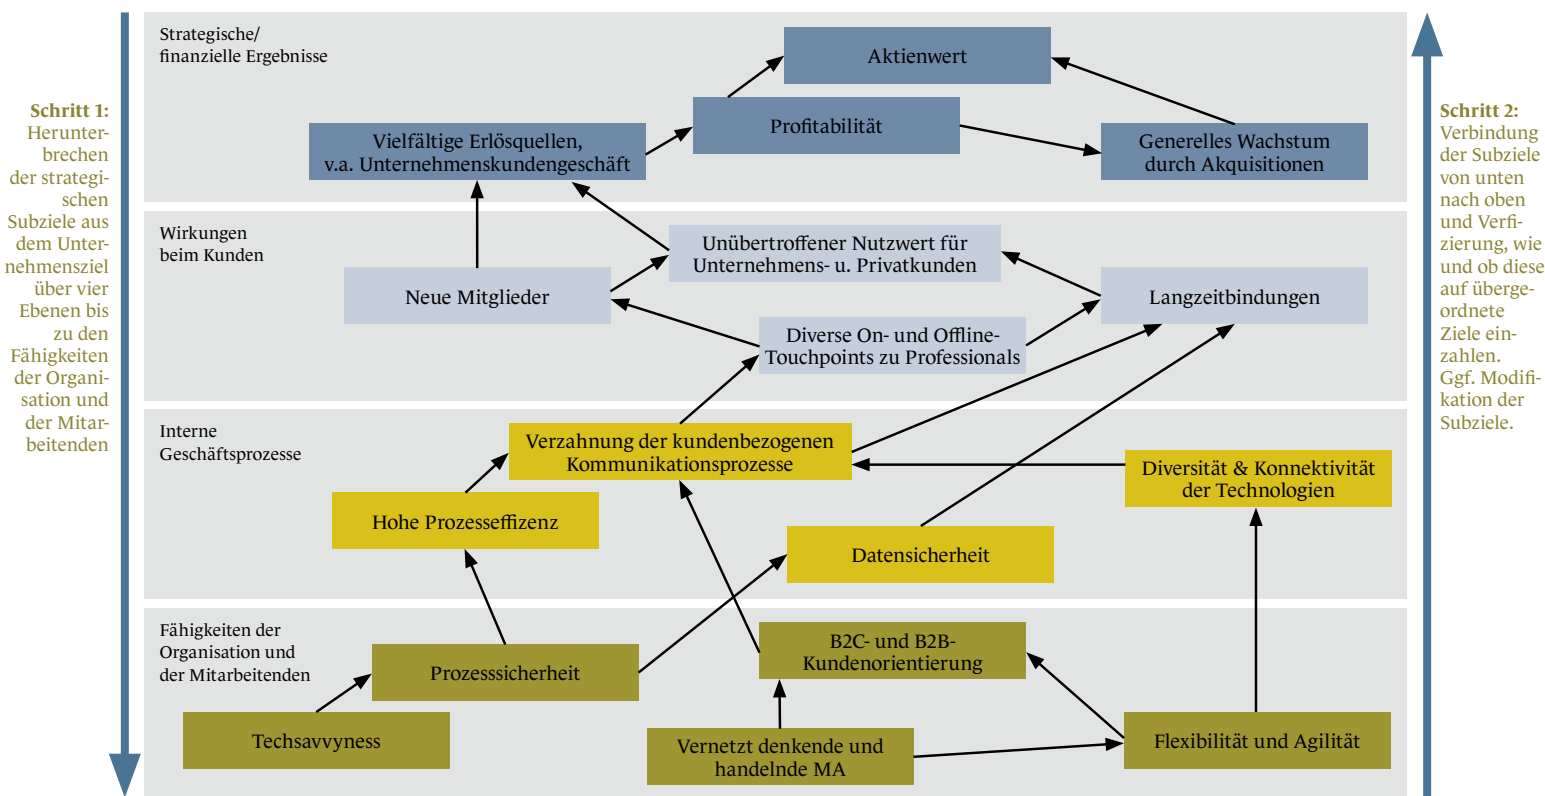 Schritt 1:
Herunter-
brechen
der strategi-
schen
Subziele aus
dem Unter-
nehmensziel
über vier
Ebenen bis
zu den
Fähigkeiten
der Organi-
sation und
der Mitar-
beitenden
Strategische/
finanzielle Ergebnisse
Aktienwert
Profitabilität
Vielfältige Erlösquellen,
v.a. Unternehmenskundengeschäft
Generelles Wachstum
durch Akquisitionen
Wirkungen
beim Kunden
Unübertroffener Nutzwert für
Unternehmens- u. Privatkunden
Neue Mitglieder
Langzeitbindungen
Diverse On- und Offline-
Touchpoints zu Professionals
Interne
Geschäftsprozesse
Verzahnung der kundenbezogenen
Kommunikationsprozesse
Diversität & Konnektivität
der Technologien
Hohe Prozesseffizenz
Datensicherheit
Fähigkeiten der
Organisation und
der Mitarbeitenden
B2C- und B2B-
Kundenorientierung
Prozesssicherheit
Techsavvyness
Vernetzt denkende und
handelnde MA
Flexibilität und Agilität
Schritt 2:
Verbindung
der Subziele
von unten
nach oben
und Verfi-
zierung, wie
und ob diese
auf überge-
ordnete
Ziele ein-
zahlen.
Ggf. Modifi-
kation der
Subziele.